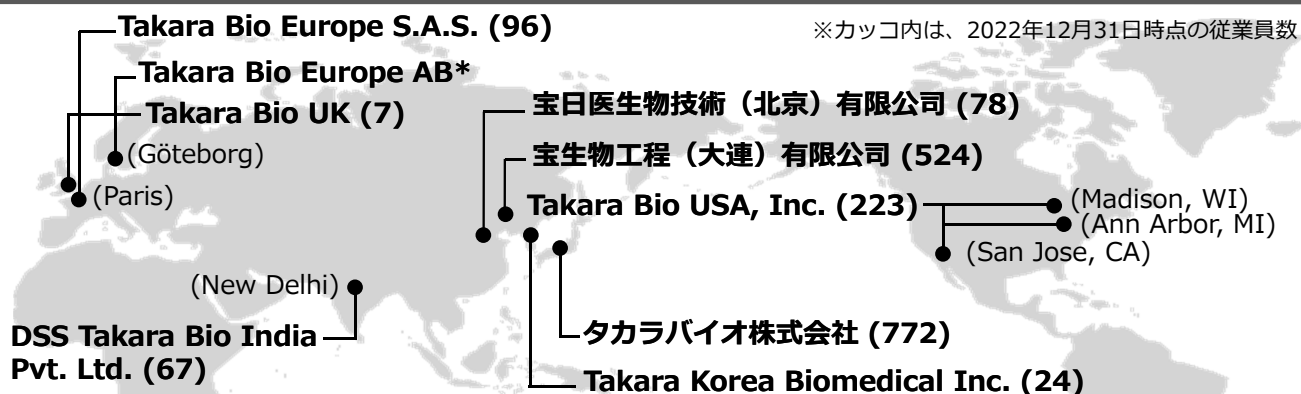 Takara Bio Europe S.A.S. (96)
※カッコ内は、2022年12月31日時点の従業員数
Takara Bio Europe AB*
Takara Bio UK (7)
(Göteborg)
(Paris)
宝日医生物技術（北京）有限公司 (78)
宝生物工程（大連）有限公司 (524)
Takara Bio USA, Inc. (223)
(Madison, WI)
(Ann Arbor, MI)
(San Jose, CA)
(New Delhi)
DSS Takara Bio India
Pvt. Ltd. (67)
タカラバイオ株式会社 (772)
Takara Korea Biomedical Inc. (24)